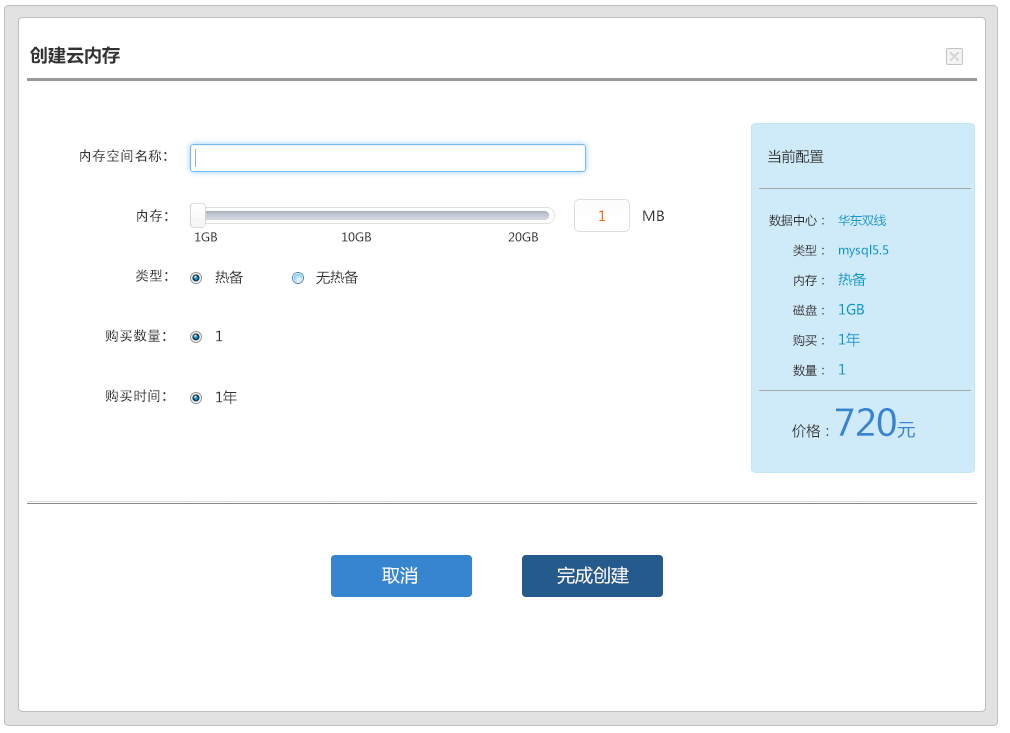 创建云内存
内存空间名称：
内存： 1 MB
1GB 10GB 20GB
类型： 热备 无热备
购买数量： 1
购买时间： 1年
当前配置
数据中心： 华东双线
类型： mysql5.5
内存： 热备
磁盘： 1GB
购买： 1年
数量： 1
价格：720元
取消 完成创建